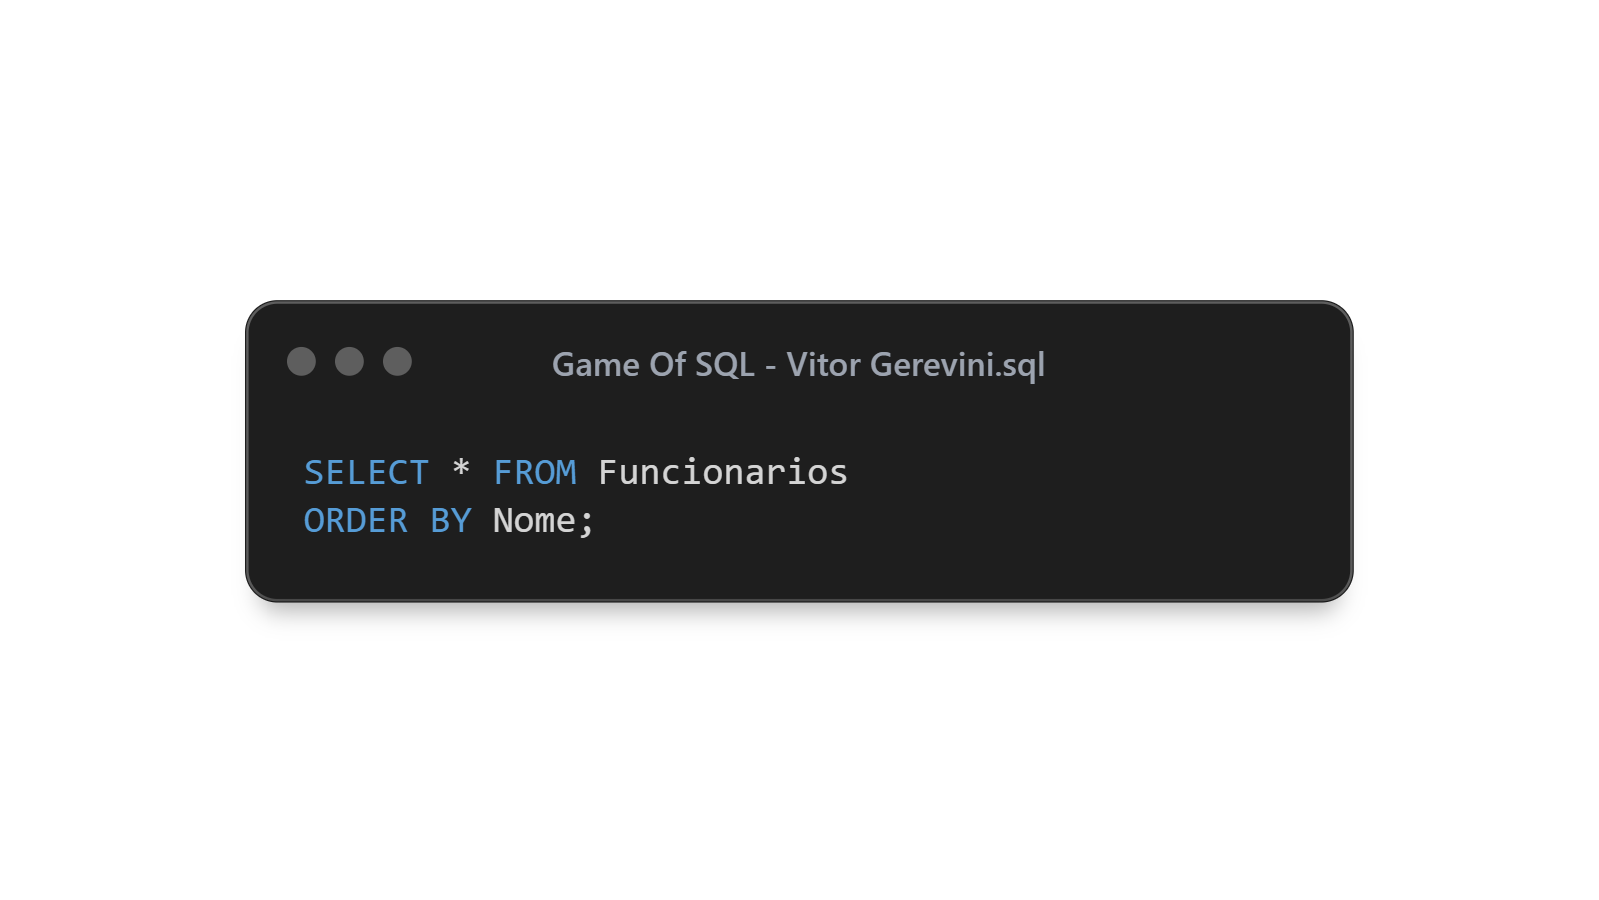 Game Of SQL - Vitor Gerevini.sql
SELECT * FROM Funcionarios
ORDER BY Nome;